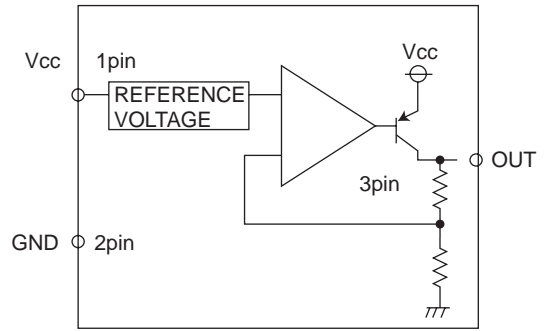 Vcc
1pin
Vcc
REFERENCE
VOLTAGE
OUT
3pin
GND
2pin